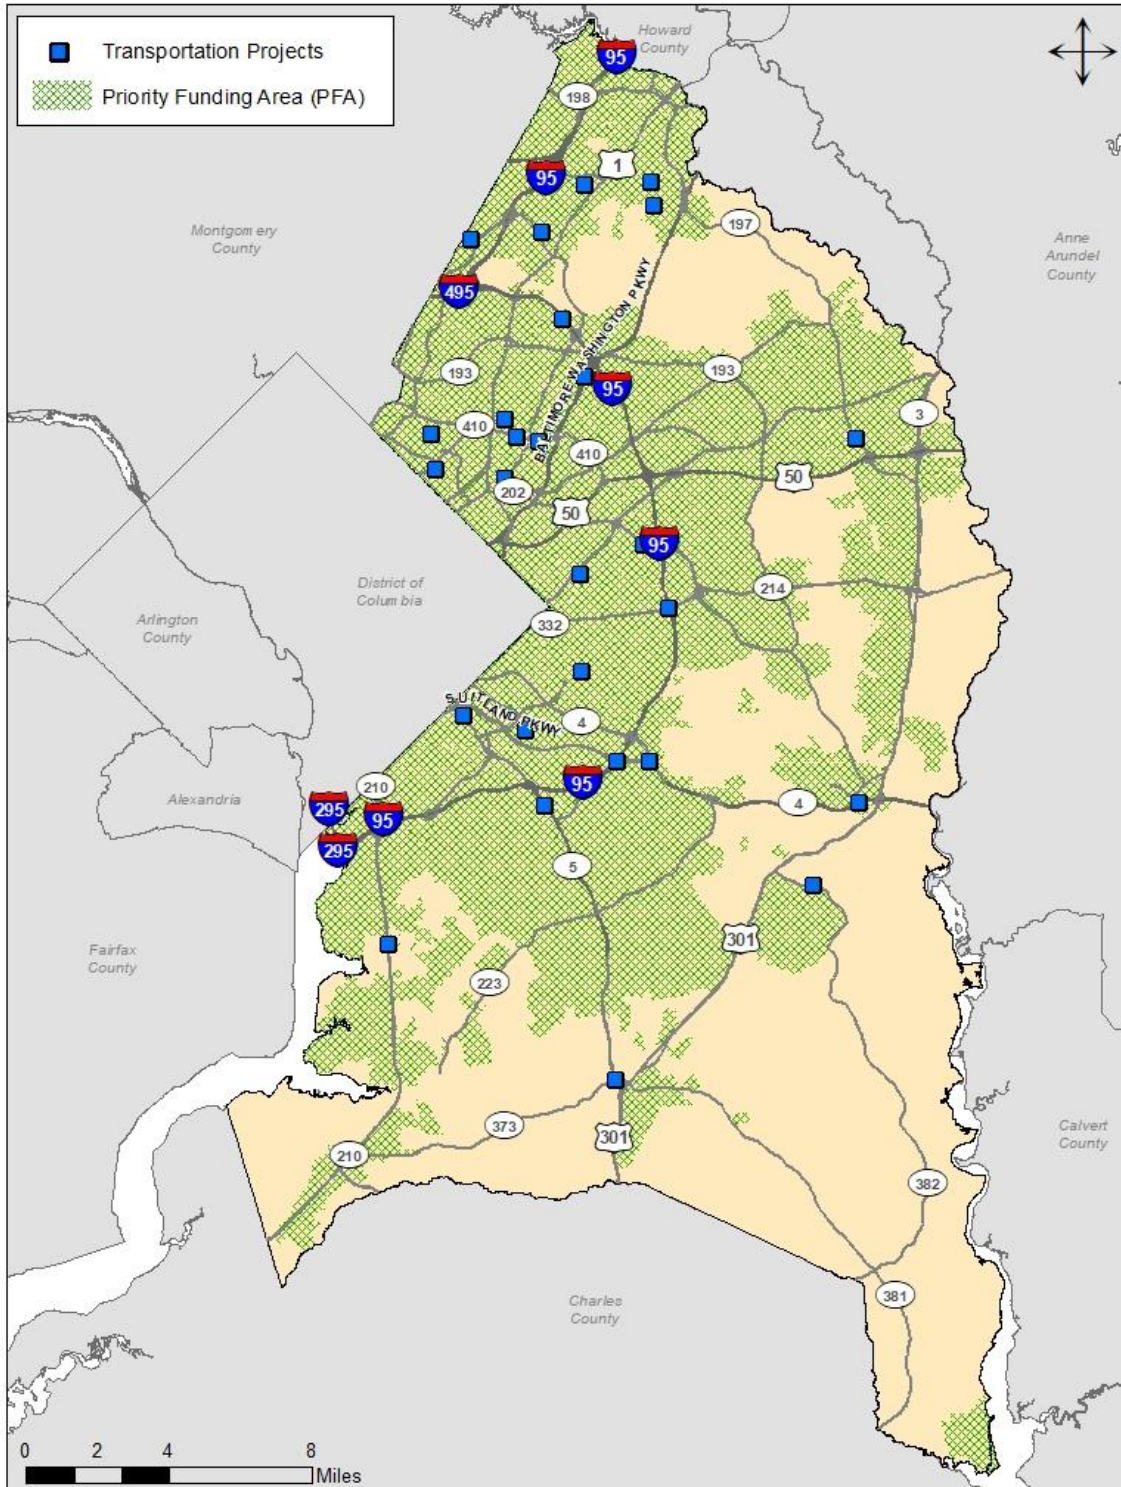 Transportation Projects
Priority Funding Area (PFA)
Howard
County
95
198
1
95
197
Montgomery
County
Anne
Arundel
County
495
BALTIMORE WASHINGTON PKWY
193
193
95
3
410
410
50
202
50
95
District of
Columbia
214
Arlington
County
332
SUITLAND PKWY
4
95
210
Alexandria
295
95
4
295
5
301
Fairfax
County
223
373
301
Calvert
County
210
382
381
Charles
County
0
2
4
8
Miles